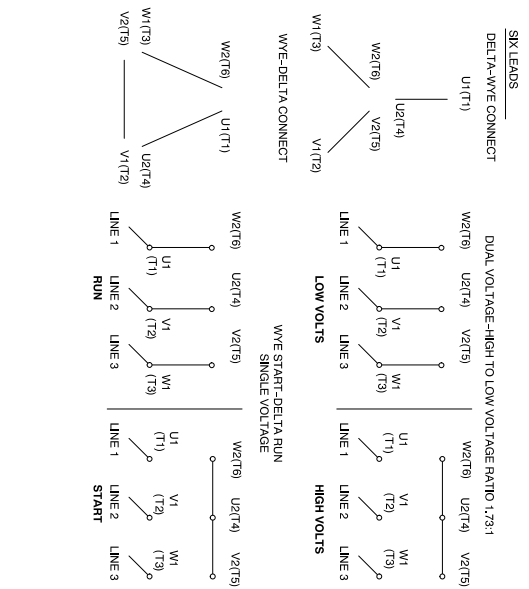 SIX LEADS
DELTA-WYE CONNECT
U1(T1)
U2(T4)
W2(T6)
V2(T5)
W1(T3)
V1(T2)
WYE-DELTA CONNECT
W2(T6)
U1(T1)
W1(T3)
V2(T5)
U2(T4)
V1(T2)
DUAL VOLTAGE-HIGH TO LOW VOLTAGE RATIO 1.73:1
W2(T6) U2(T4) V2(T5)
U1 V1 W1
(T1) (T2) (T3)
LINE 1 LINE 2 LINE 3
LOW VOLTS
W2(T6) U2(T4) V2(T5)
U1 V1 W1
(T1) (T2) (T3)
LINE 1 LINE 2 LINE 3
HIGH VOLTS
WYE START-DELTA RUN
SINGLE VOLTAGE
W2(T6) U2(T4) V2(T5)
U1 V1 W1
(T1) (T2) (T3)
LINE 1 LINE 2 LINE 3
RUN
W2(T6) U2(T4) V2(T5)
U1 V1 W1
(T1) (T2) (T3)
LINE 1 LINE 2 LINE 3
START